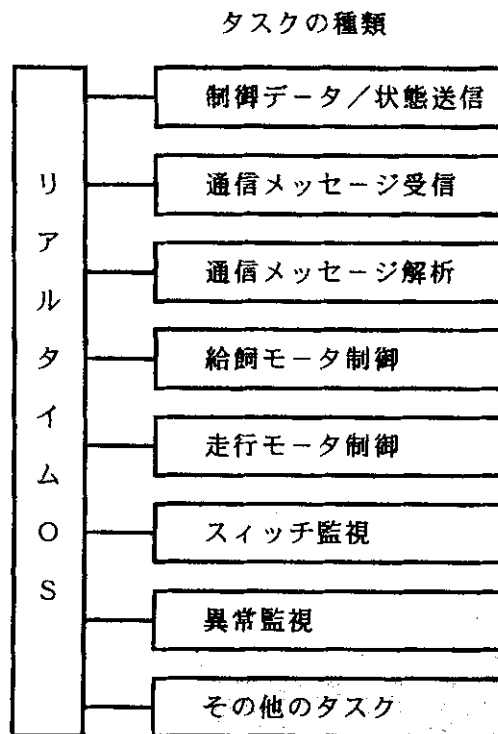 タスクの種類
リアルタイムOS
制御データ／状態送信
通信メッセージ受信
通信メッセージ解析
給飼モータ制御
走行モータ制御
スィッチ監視
異常監視
その他のタスク